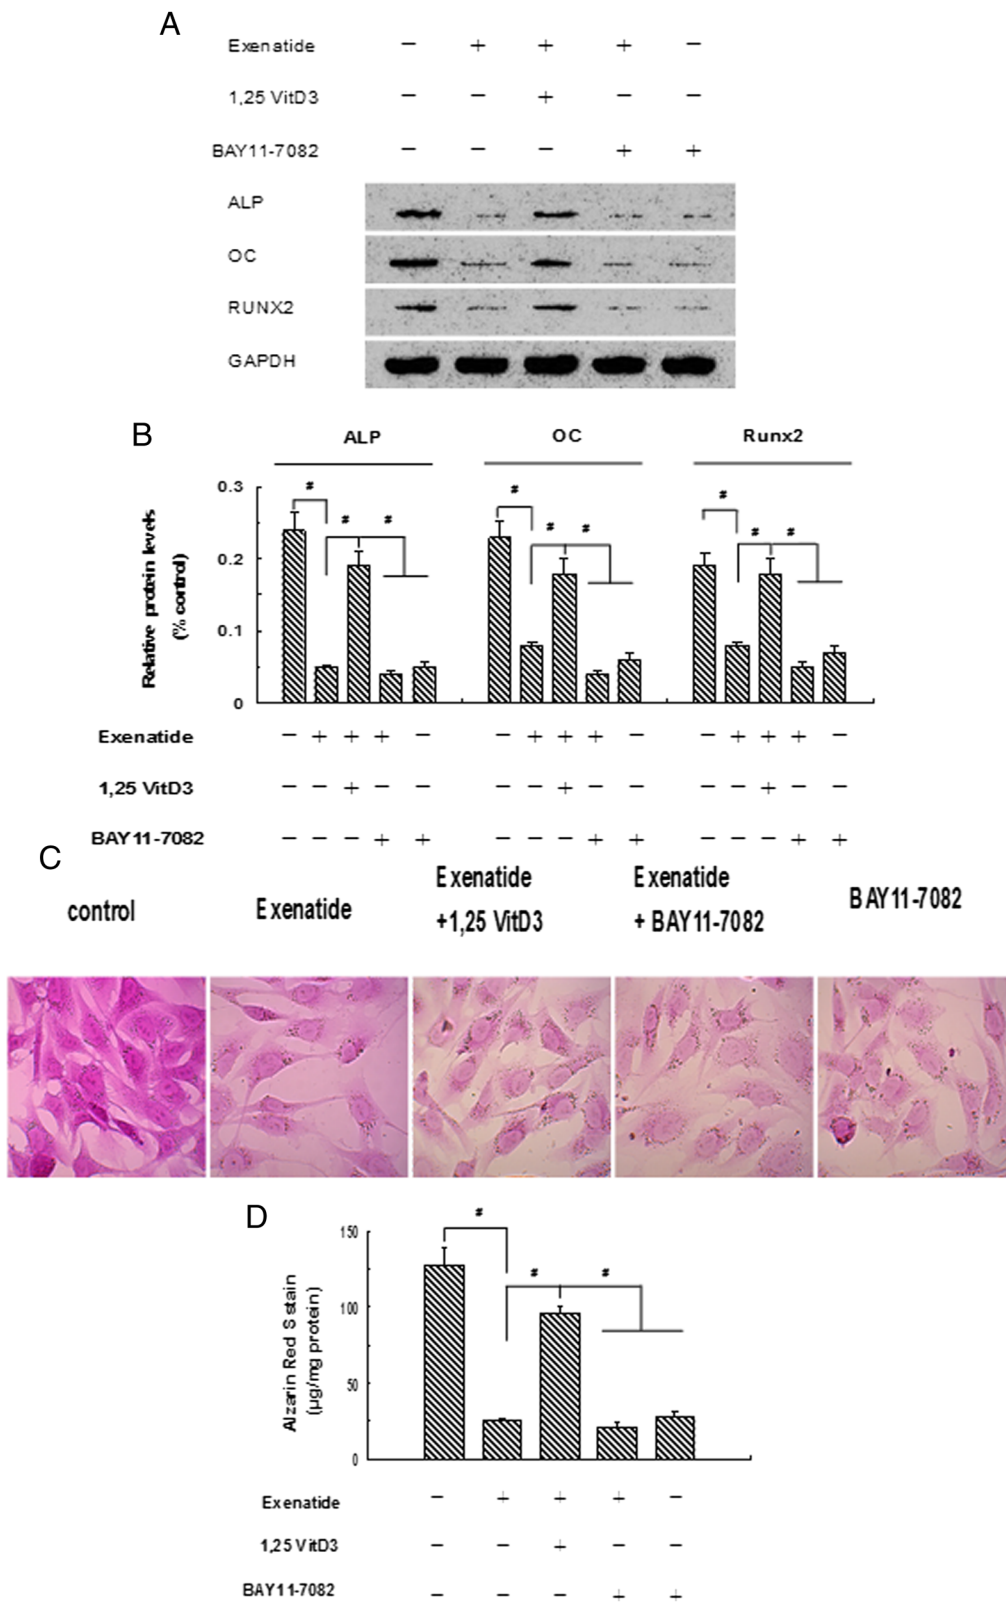 A
Exenatide − + + + −
1,25 VitD3 − − + − −
BAY11-7082 − − − + +
ALP
OC
RUNX2
GAPDH
B
ALP OC Runx2
Relative protein levels
(% control)
0.3
0.2
0.1
0
# # #
# # #
# # #
Exenatide − + + + − − + + + − − + + + −
1,25 VitD3 − − + − − − − + − − − − + − −
BAY11-7082 − − − + + − − − + + − − − + +
C
control
Exenatide
Exenatide
+1,25 VitD3
Exenatide
+ BAY11-7082
BAY11-7082
D
Alzarin Red S stain
(µg/mg protein)
150
100
50
0
# # #
Exenatide − + + + −
1,25 VitD3 − − + − −
BAY11-7082 − − − + +